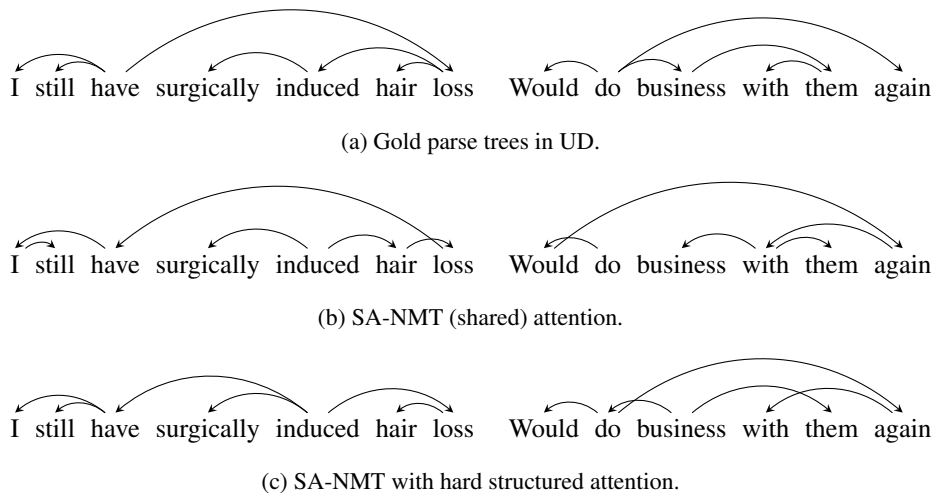 I still have surgically induced hair loss Would do business with them again
(a) Gold parse trees in UD.
I still have surgically induced hair loss Would do business with them again
(b) SA-NMT (shared) attention.
I still have surgically induced hair loss Would do business with them again
(c) SA-NMT with hard structured attention.